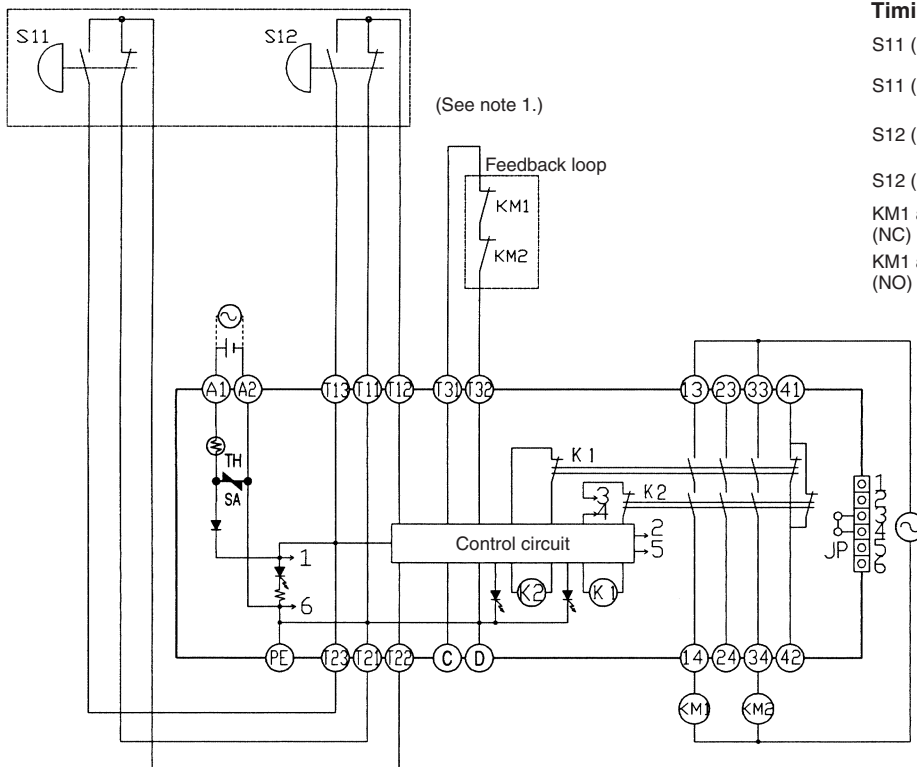 Timi
S11
S12
S11 (
(See note 1.)
S11 (
S12 (
Feedback loop
S12 (
KM1
KM1 a
(NC)
KM2
KM1 a
(NO)
A1 A2 T13 T11 T12 T31 T32 13 23 33 41
TH
SA
K1
3
4
K2
2
5
Control circuit
1
6
K2
K1
JP
1
2
3
4
5
6
PE T23 T21 T22 C D 14 24 34 42
KM1 KM2